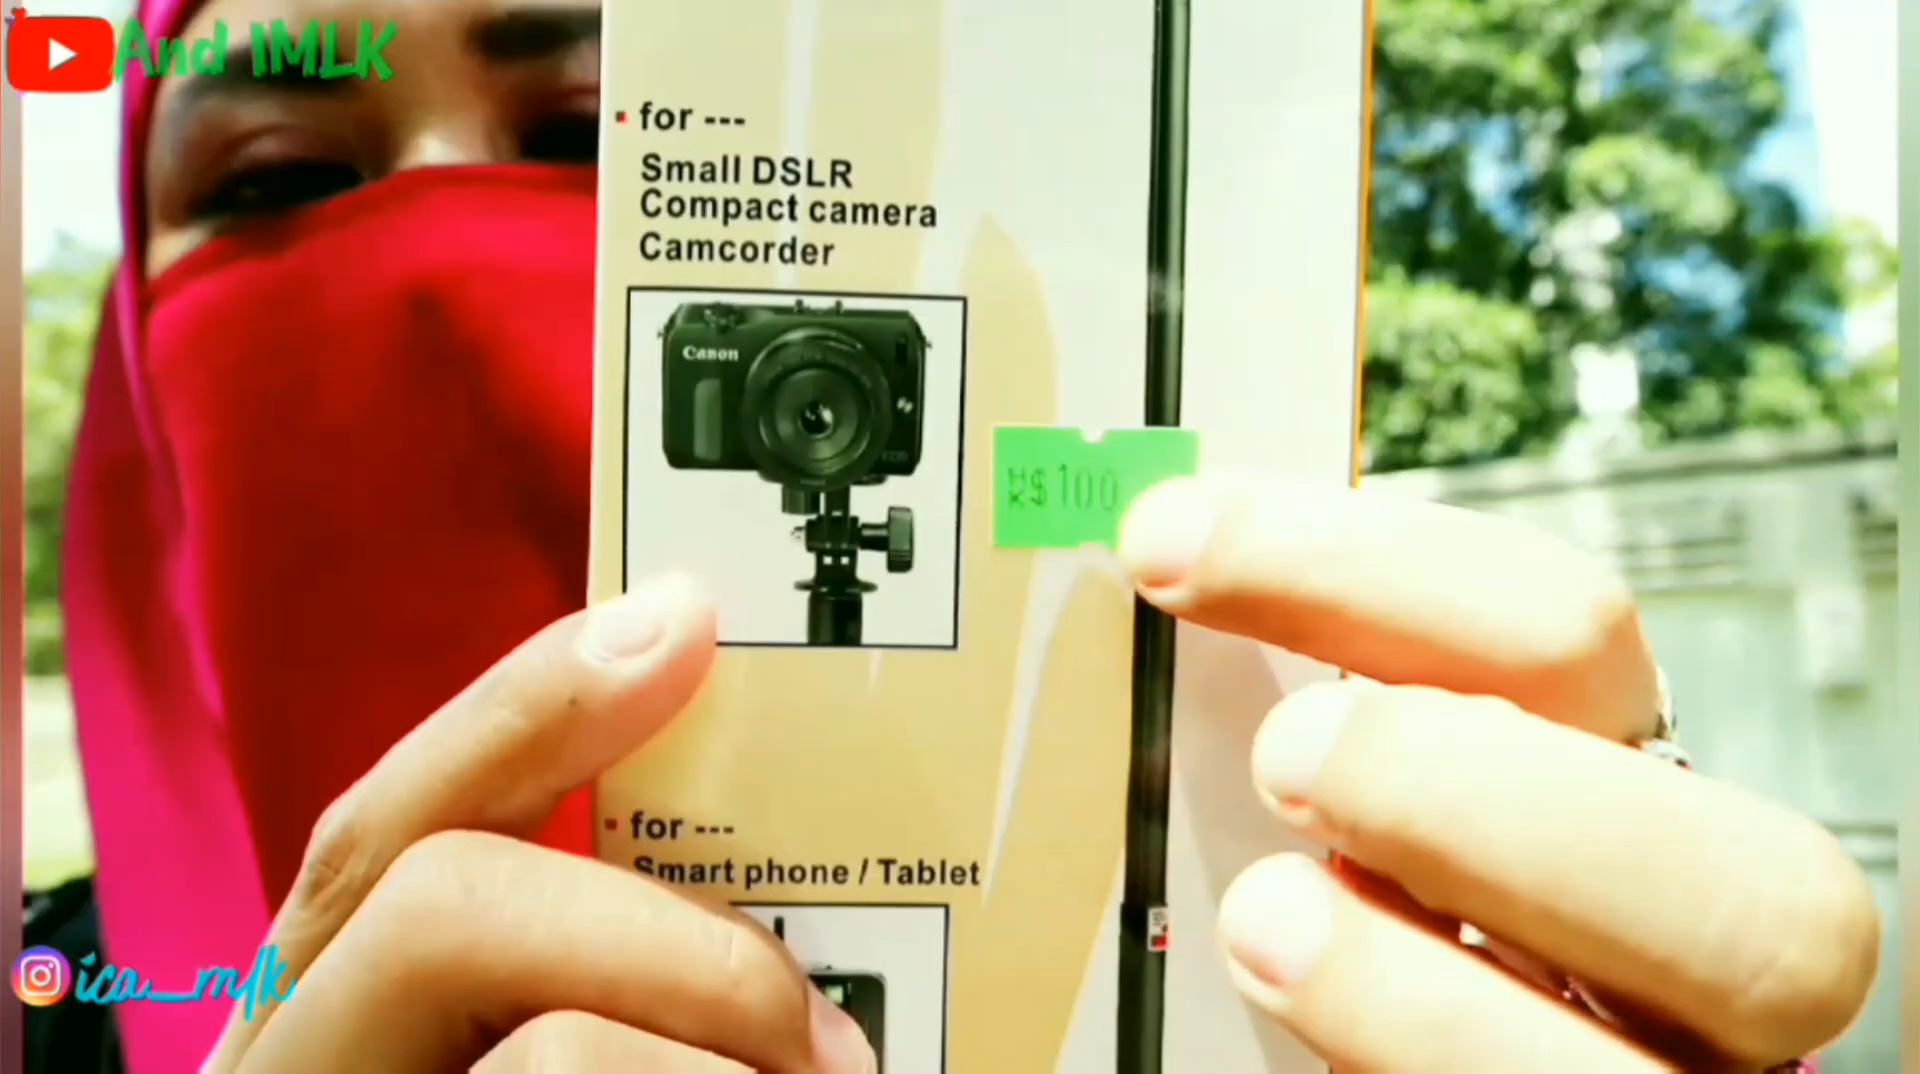 And IMLK
for ---
Small DSLR
Compact camera
Camcorder
Canon
$100
for ---
Smart phone / Tablet
ica_mlk